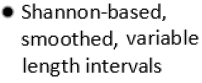 ● Shannon-based,
smoothed, variable
length intervals